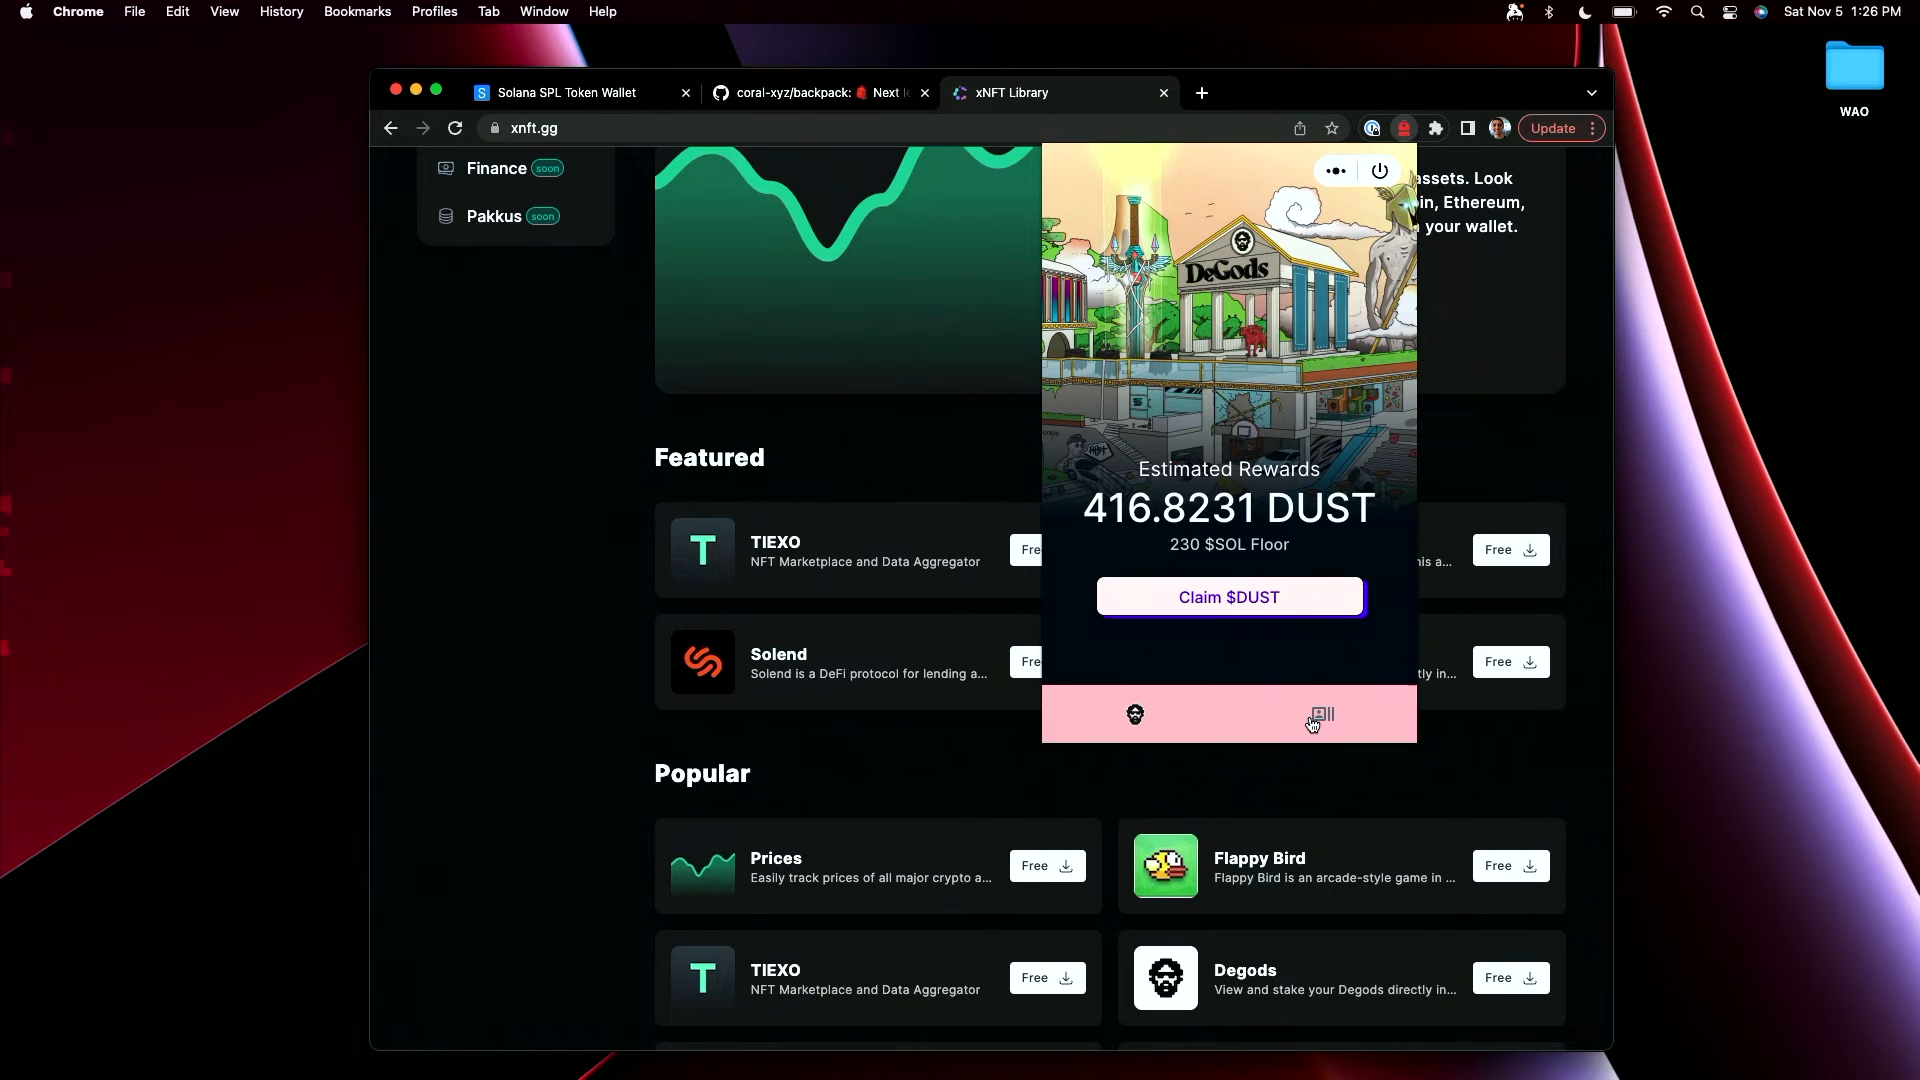 Chrome File Edit View History Bookmarks Profiles Tab Window Help
Sat Nov 5 1:26 PM
WAO
Solana SPL Token Wallet
coral-xyz/backpack: Next
xNFT Library
xnft.gg
Update
Finance soon
Pakkus soon
assets. Look
in, Ethereum,
your wallet.
DeGods
Estimated Rewards
416.8231 DUST
230 $SOL Floor
Claim $DUST
Featured
TIEXO
NFT Marketplace and Data Aggregator
Fre
his a...
Free
Solend
Solend is a DeFi protocol for lending a...
Fre
tly in...
Free
Popular
Prices
Easily track prices of all major crypto a...
Free
Flappy Bird
Flappy Bird is an arcade-style game in ...
Free
TIEXO
NFT Marketplace and Data Aggregator
Free
Degods
View and stake your Degods directly in...
Free